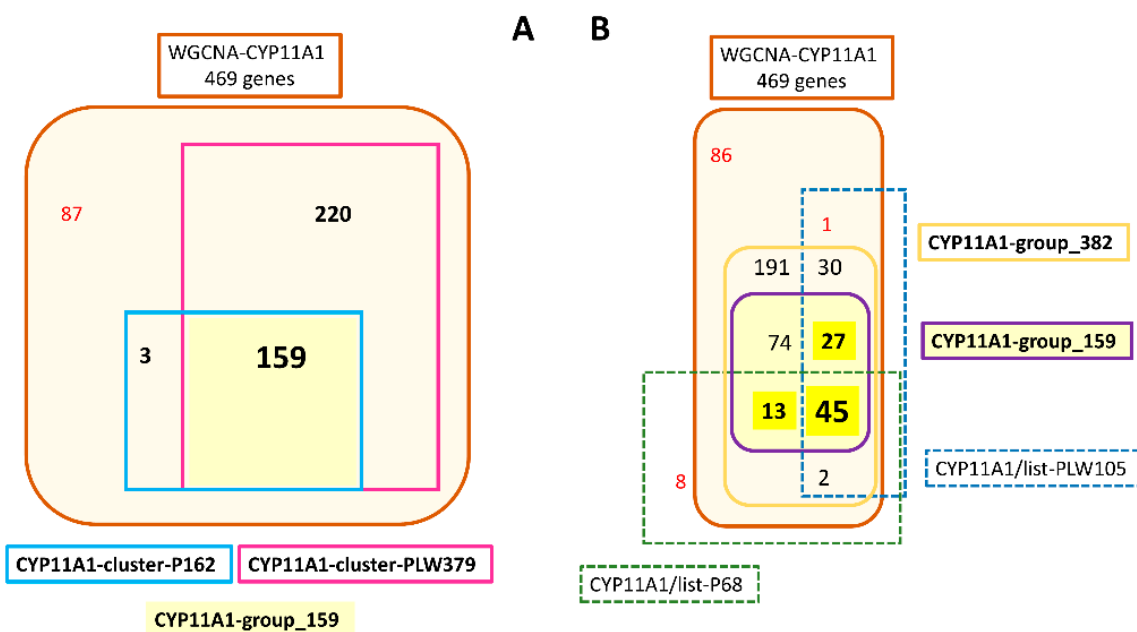 A
B
WGCNA-CYP11A1
469 genes
87
220
3
159
CYP11A1-cluster-P162
CYP11A1-cluster-PLW379
CYP11A1-group_159
WGCNA-CYP11A1
469 genes
86
1
191
30
74
27
13
45
2
8
CYP11A1-group_382
CYP11A1-group_159
CYP11A1/list-PLW105
CYP11A1/list-P68